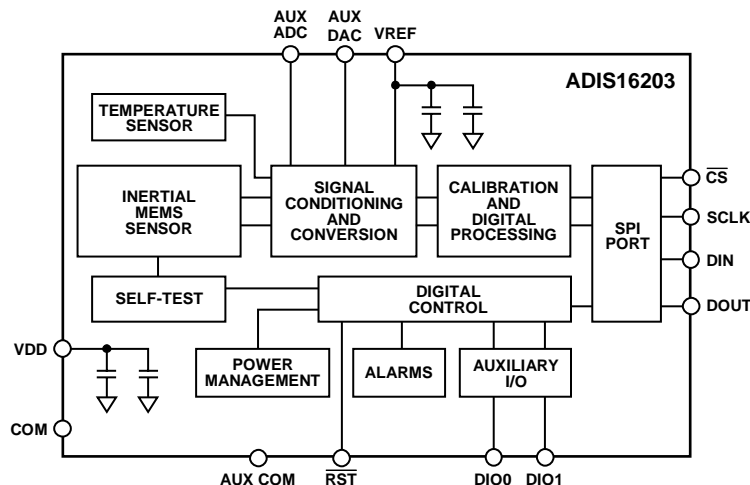 AUX
ADC
AUX
DAC
VREF
ADIS16203
TEMPERATURE
SENSOR
INERTIAL
MEMS
SENSOR
SIGNAL
CONDITIONING
AND
CONVERSION
CALIBRATION
AND
DIGITAL
PROCESSING
SPI
PORT
CS
SCLK
DIN
DOUT
SELF-TEST
DIGITAL
CONTROL
VDD
POWER
MANAGEMENT
ALARMS
AUXILIARY
I/O
COM
AUX COM
RST
DIO0
DIO1